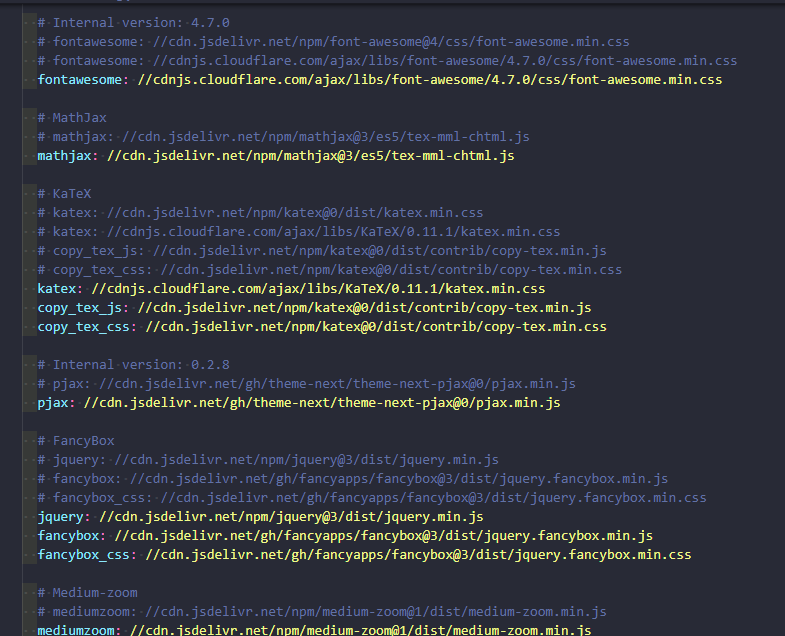 # Internal version: 4.7.0
# fontawesome: //cdn.jsdelivr.net/npm/font-awesome@4/css/font-awesome.min.css
# fontawesome: //cdnjs.cloudflare.com/ajax/libs/font-awesome/4.7.0/css/font-awesome.min.css
fontawesome: //cdnjs.cloudflare.com/ajax/libs/font-awesome/4.7.0/css/font-awesome.min.css
# MathJax
# mathjax: //cdn.jsdelivr.net/npm/mathjax@3/es5/tex-mml-chtml.js
mathjax: //cdn.jsdelivr.net/npm/mathjax@3/es5/tex-mml-chtml.js
# KaTeX
# katex: //cdn.jsdelivr.net/npm/katex@0/dist/katex.min.css
# katex: //cdnjs.cloudflare.com/ajax/libs/KaTeX/0.11.1/katex.min.css
# copy_tex_js: //cdn.jsdelivr.net/npm/katex@0/dist/contrib/copy-tex.min.js
# copy_tex_css: //cdn.jsdelivr.net/npm/katex@0/dist/contrib/copy-tex.min.css
katex: //cdnjs.cloudflare.com/ajax/libs/KaTeX/0.11.1/katex.min.css
copy_tex_js: //cdn.jsdelivr.net/npm/katex@0/dist/contrib/copy-tex.min.js
copy_tex_css: //cdn.jsdelivr.net/npm/katex@0/dist/contrib/copy-tex.min.css
# Internal version: 0.2.8
# pjax: //cdn.jsdelivr.net/gh/theme-next/theme-next-pjax@0/pjax.min.js
pjax: //cdn.jsdelivr.net/gh/theme-next/theme-next-pjax@0/pjax.min.js
# FancyBox
# jquery: //cdn.jsdelivr.net/npm/jquery@3/dist/jquery.min.js
# fancybox: //cdn.jsdelivr.net/gh/fancyapps/fancybox@3/dist/jquery.fancybox.min.js
# fancybox_css: //cdn.jsdelivr.net/gh/fancyapps/fancybox@3/dist/jquery.fancybox.min.css
jquery: //cdn.jsdelivr.net/npm/jquery@3/dist/jquery.min.js
fancybox: //cdn.jsdelivr.net/gh/fancyapps/fancybox@3/dist/jquery.fancybox.min.js
fancybox_css: //cdn.jsdelivr.net/gh/fancyapps/fancybox@3/dist/jquery.fancybox.min.css
# Medium-zoom
# mediumzoom: //cdn.jsdelivr.net/npm/medium-zoom@1/dist/medium-zoom.min.js
mediumzoom: //cdn.jsdelivr.net/npm/medium-zoom@1/dist/medium-zoom.min.js